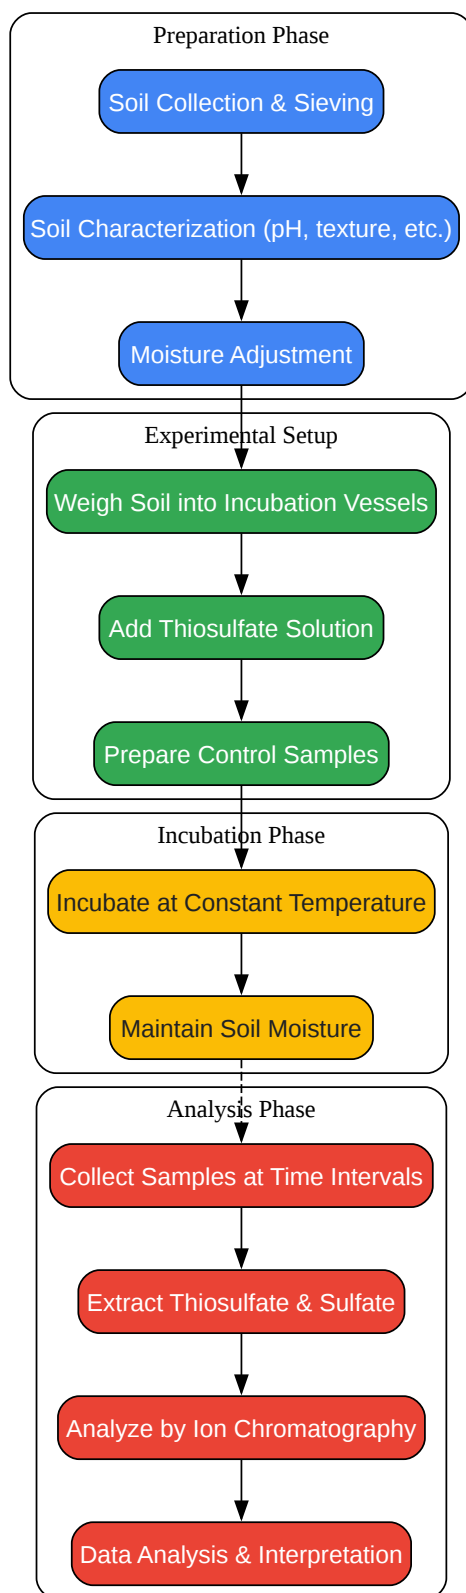 Preparation Phase
Soil Collection & Sieving
Soil Characterization (pH, texture, etc.)
Moisture Adjustment
Experimental Setup
Weigh Soil into Incubation Vessels
Add Thiosulfate Solution
Prepare Control Samples
Incubation Phase
Incubate at Constant Temperature
Maintain Soil Moisture
Analysis Phase
Collect Samples at Time Intervals
Extract Thiosulfate & Sulfate
Analyze by Ion Chromatography
Data Analysis & Interpretation